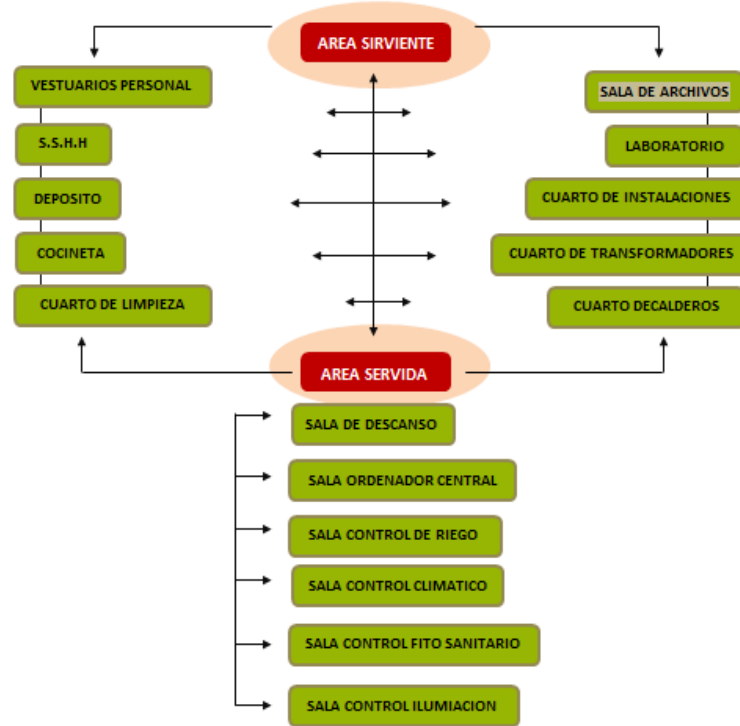 AREA SIRVIENTE
VESTUARIOS PERSONAL
S.S.H.H
DEPOSITO
COCINETA
CUARTO DE LIMPIEZA
SALA DE ARCHIVOS
LABORATORIO
CUARTO DE INSTALACIONES
CUARTO DE TRANSFORMADORES
CUARTO DECALDEROS
AREA SERVIDA
SALA DE DESCANSO
SALA ORDENADOR CENTRAL
SALA CONTROL DE RIEGO
SALA CONTROL CLIMATICO
SALA CONTROL FITO SANITARIO
SALA CONTROL ILUMIACION